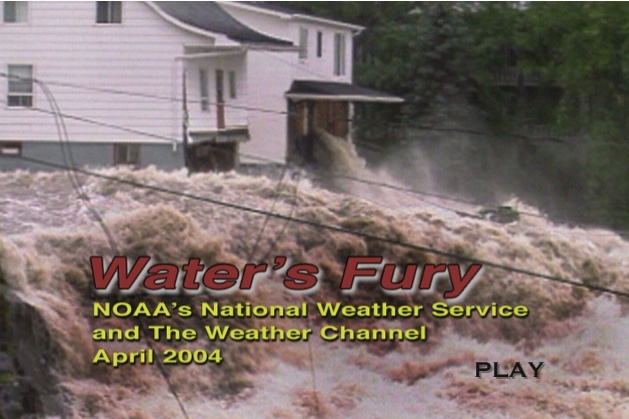 Water's Fury
NOAA's National Weather Service
and The Weather Channel
April 2004
PLAY